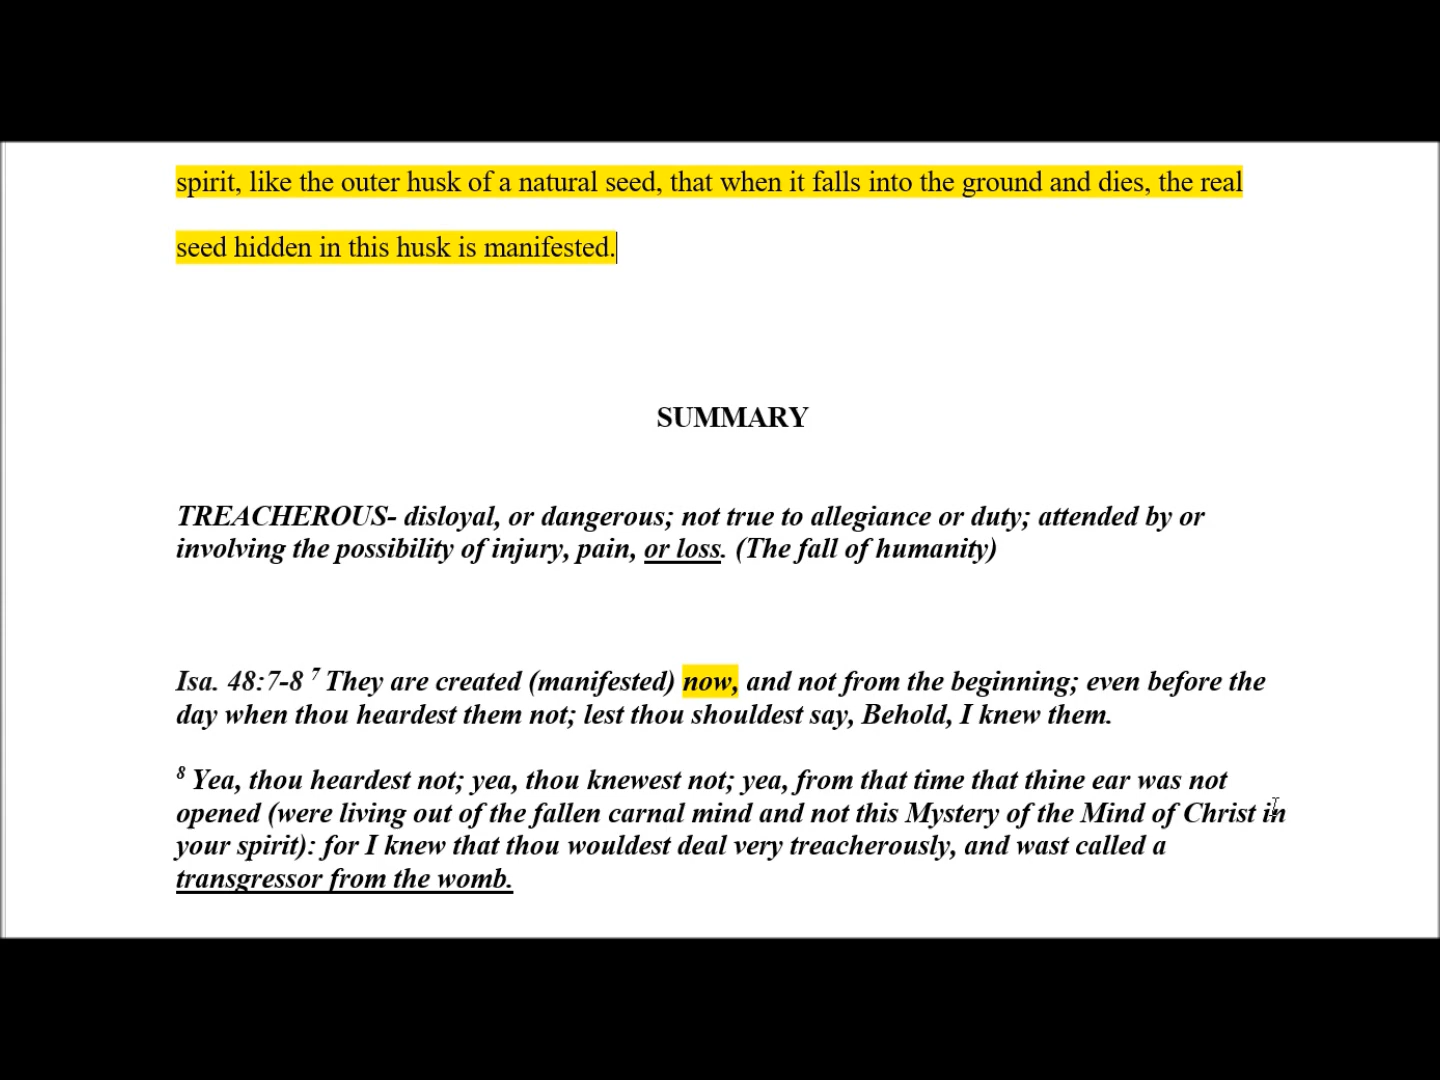 spirit, like the outer husk of a natural seed, that when it falls into the ground and dies, the real
seed hidden in this husk is manifested.
SUMMARY
TREACHEROUS- disloyal, or dangerous; not true to allegiance or duty; attended by or
involving the possibility of injury, pain, or loss. (The fall of humanity)
Isa. 48:7-8 ⁷ They are created (manifested) now, and not from the beginning; even before the
day when thou heardest them not; lest thou shouldest say, Behold, I knew them.
⁸ Yea, thou heardest not; yea, thou knewest not; yea, from that time that thine ear was not
opened (were living out of the fallen carnal mind and not this Mystery of the Mind of Christ in
your spirit): for I knew that thou wouldest deal very treacherously, and wast called a
transgressor from the womb.